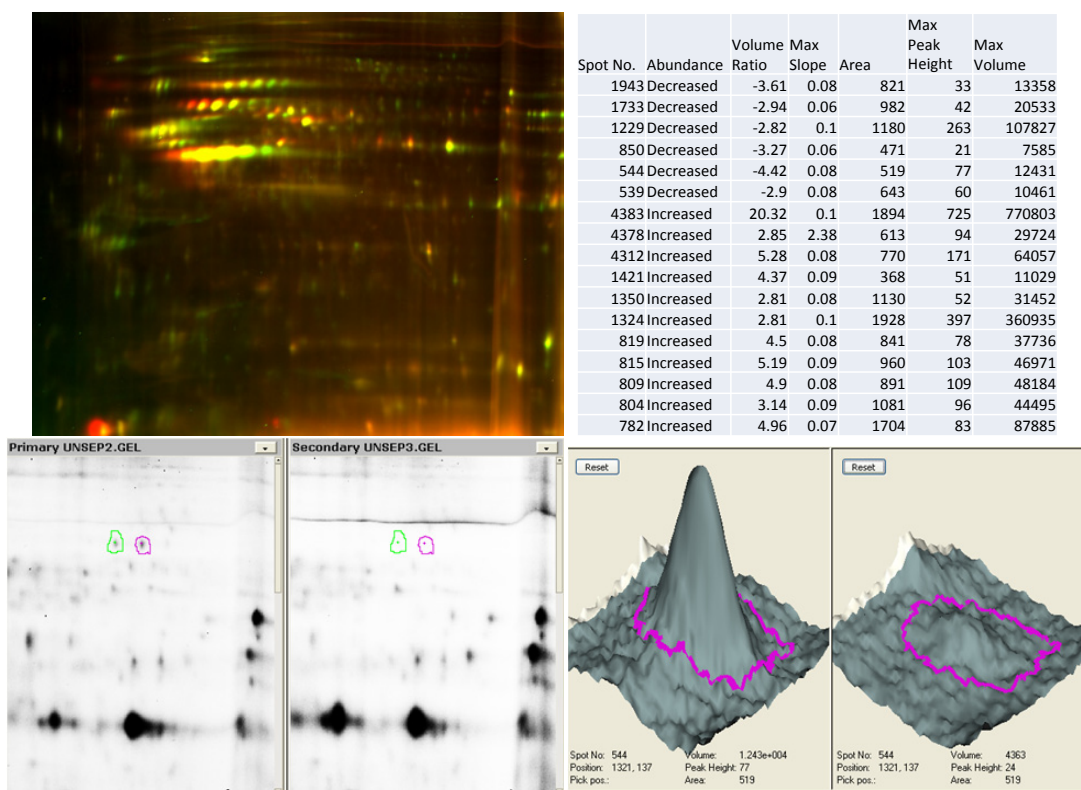 Spot No. Abundance Volume Ratio Max Slope Area Max Peak Height Max Volume
1943 Decreased -3.61 0.08 821 33 13358
1733 Decreased -2.94 0.06 982 42 20533
1229 Decreased -2.82 0.1 1180 263 107827
850 Decreased -3.27 0.06 471 21 7585
544 Decreased -4.42 0.08 519 77 12431
539 Decreased -2.9 0.08 643 60 10461
4383 Increased 20.32 0.1 1894 725 770803
4378 Increased 2.85 2.38 613 94 29724
4312 Increased 5.28 0.08 770 171 64057
1421 Increased 4.37 0.09 368 51 11029
1350 Increased 2.81 0.08 1130 52 31452
1324 Increased 2.81 0.1 1928 397 360935
819 Increased 4.5 0.08 841 78 37736
815 Increased 5.19 0.09 960 103 46971
809 Increased 4.9 0.08 891 109 48184
804 Increased 3.14 0.09 1081 96 44495
782 Increased 4.96 0.07 1704 83 87885
Primary UNSEP2.GEL
Secondary UNSEP3.GEL
Reset
Spot No: 544 Volume: 1.243e+004
Position: 1321, 137 Peak Height: 77
Pick pos.: Area: 519
Reset
Spot No: 544 Volume: 4363
Position: 1321, 137 Peak Height: 24
Pick pos.: Area: 519